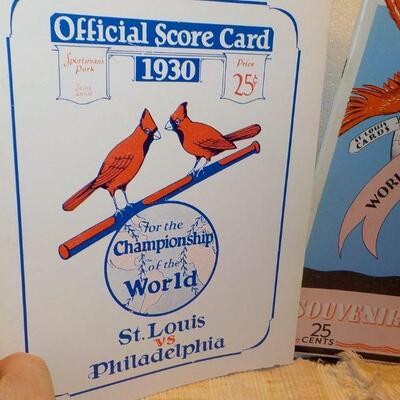 Official Score Card
1930
Sportsman's
Park
Saint Louis
Price
25¢
For the
Championship
of the
World
St. Louis
vs
Philadelphia
ST. LOUIS
CARDS
WORL
SOUVENIR
25
CENTS